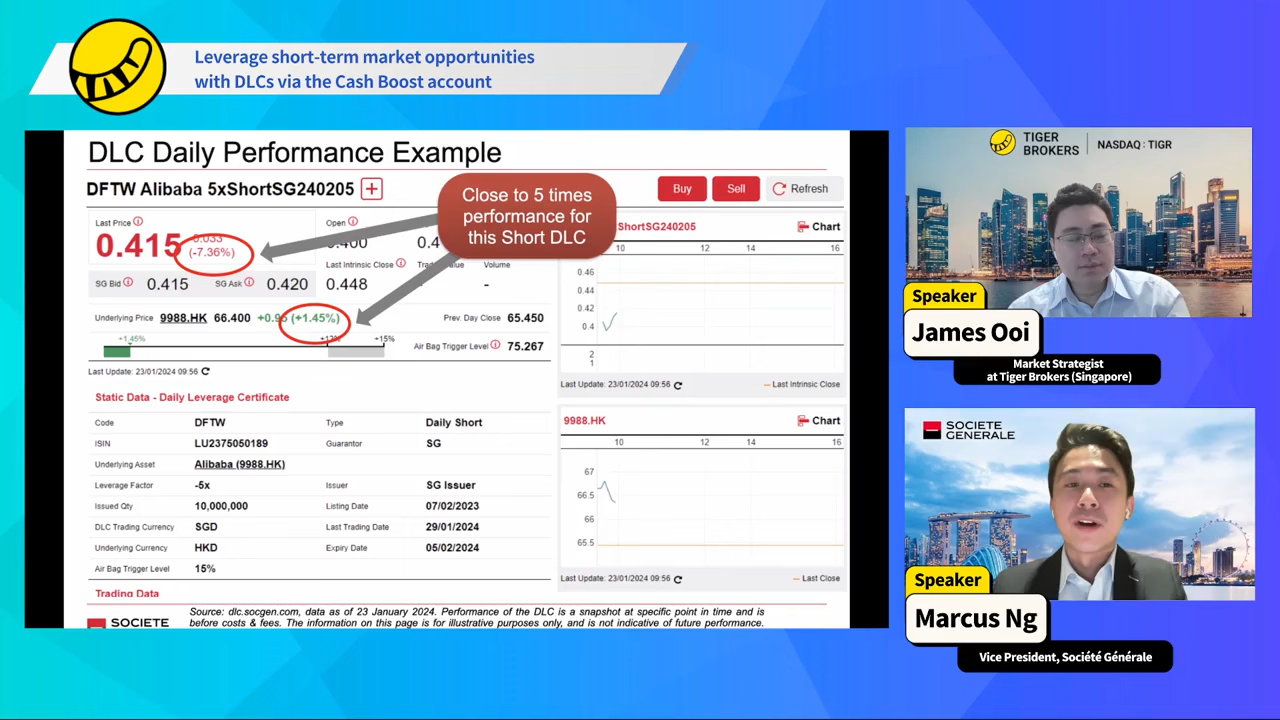 Leverage short-term market opportunities
with DLCs via the Cash Boost account
DLC Daily Performance Example
DFTW Alibaba 5xShortSG240205
Buy
Sell
Refresh
Close to 5 times
performance for
this Short DLC
Last Price
Open
0.415
(-7.36%)
0.400
Last Intrinsic Close
Volume
SG Bid
0.415
SG Ask
0.420
0.448
-
-
Underlying Price
9988.HK
66.400
(+1.45%)
Prev. Day Close
65.450
+1.45%
+15%
Air Bag Trigger Level
75.267
Last Update: 23/01/2024 09:56
Static Data - Daily Leverage Certificate
Code
DFTW
Type
Daily Short
ISIN
LU2375050189
Guarantor
SG
Underlying Asset
Alibaba (9988.HK)
Leverage Factor
-5x
Issuer
SG Issuer
Issued Qty
10,000,000
Listing Date
07/02/2023
DLC Trading Currency
SGD
Last Trading Date
29/01/2024
Underlying Currency
HKD
Expiry Date
05/02/2024
Air Bag Trigger Level
15%
Trading Data
ShortSG240205
Chart
10
12
14
16
0.46
0.44
0.42
0.4
2
1
Last Update: 23/01/2024 09:56
Last Intrinsic Close
9988.HK
Chart
10
12
14
16
67
66.5
66
65.5
Last Update: 23/01/2024 09:56
Last Close
SOCIETE
Source: dlc.socgen.com, data as of 23 January 2024. Performance of the DLC is a snapshot at specific point in time and is
before costs & fees. The information on this page is for illustrative purposes only, and is not indicative of future performance.
TIGER
BROKERS
NASDAQ : TIGR
Speaker
James Ooi
Market Strategist
at Tiger Brokers (Singapore)
SOCIETE
GENERALE
Speaker
Marcus Ng
Vice President, Société Générale